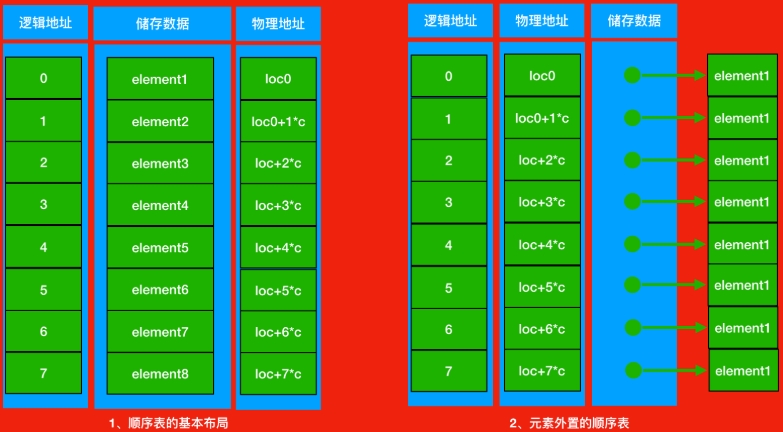 逻辑地址 储存数据 物理地址
0 element1 loc0
1 element2 loc0+1*c
2 element3 loc+2*c
3 element4 loc+3*c
4 element5 loc+4*c
5 element6 loc+5*c
6 element7 loc+6*c
7 element8 loc+7*c
1、顺序表的基本布局
逻辑地址 物理地址 储存数据
0 loc0 element1
1 loc0+1*c element1
2 loc+2*c element1
3 loc+3*c element1
4 loc+4*c element1
5 loc+5*c element1
6 loc+6*c element1
7 loc+7*c element1
2、元素外置的顺序表